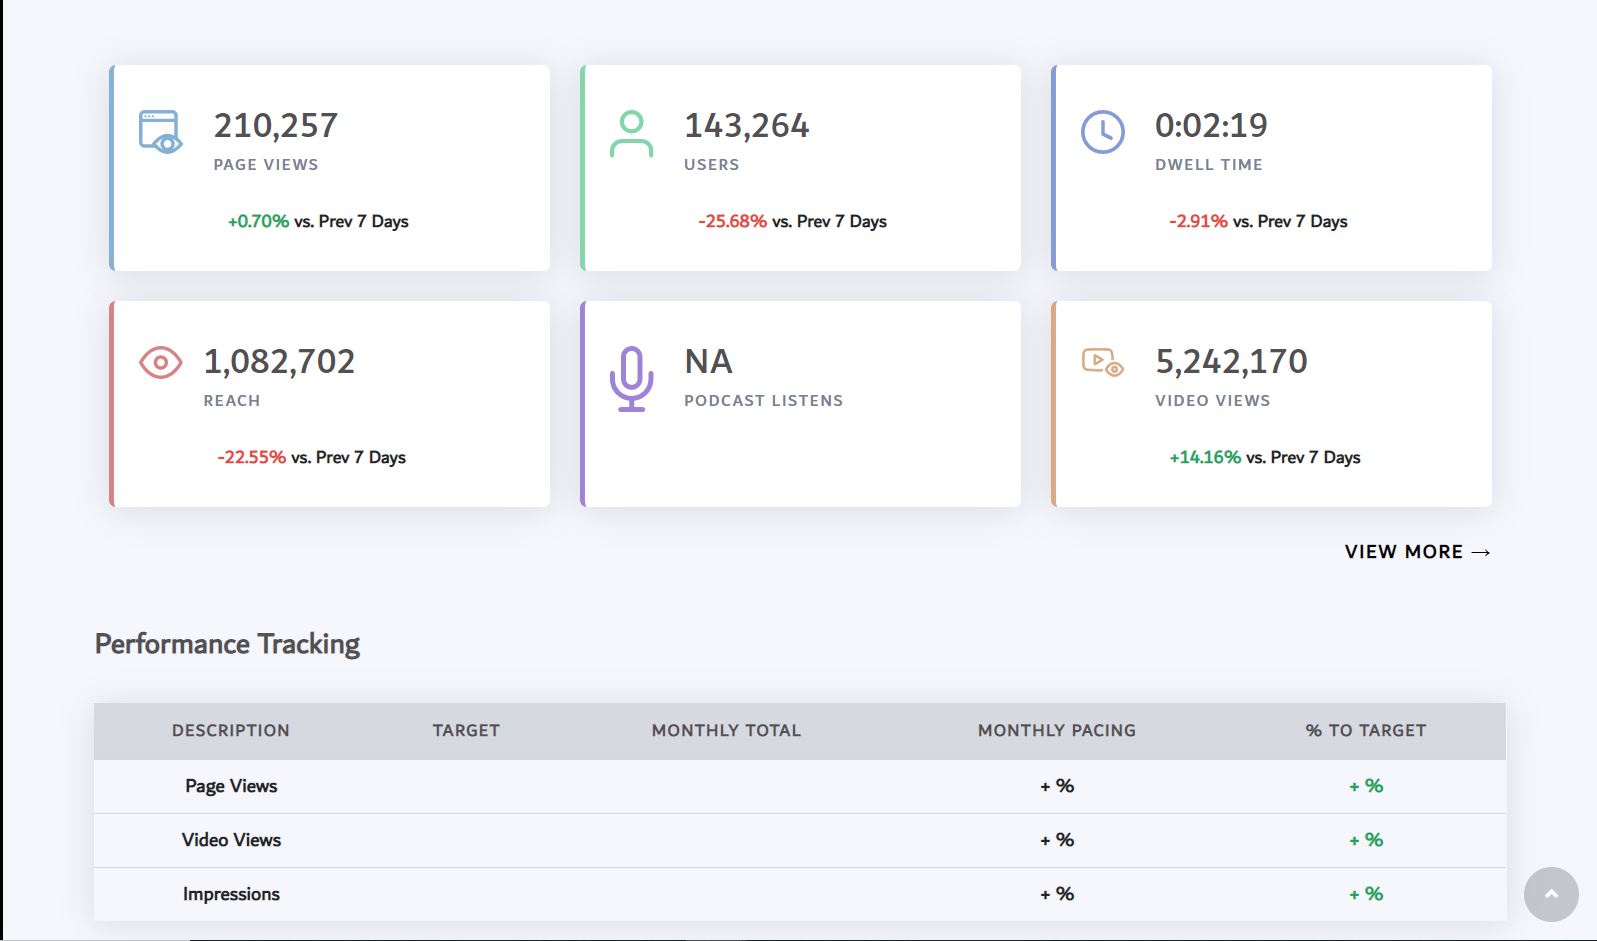 210,257
PAGE VIEWS
+0.70% vs. Prev 7 Days
143,264
USERS
-25.68% vs. Prev 7 Days
0:02:19
DWELL TIME
-2.91% vs. Prev 7 Days
1,082,702
REACH
-22.55% vs. Prev 7 Days
NA
PODCAST LISTENS
5,242,170
VIDEO VIEWS
+14.16% vs. Prev 7 Days
VIEW MORE →
Performance Tracking
DESCRIPTION TARGET MONTHLY TOTAL MONTHLY PACING % TO TARGET
Page Views + % + %
Video Views + % + %
Impressions + % + %